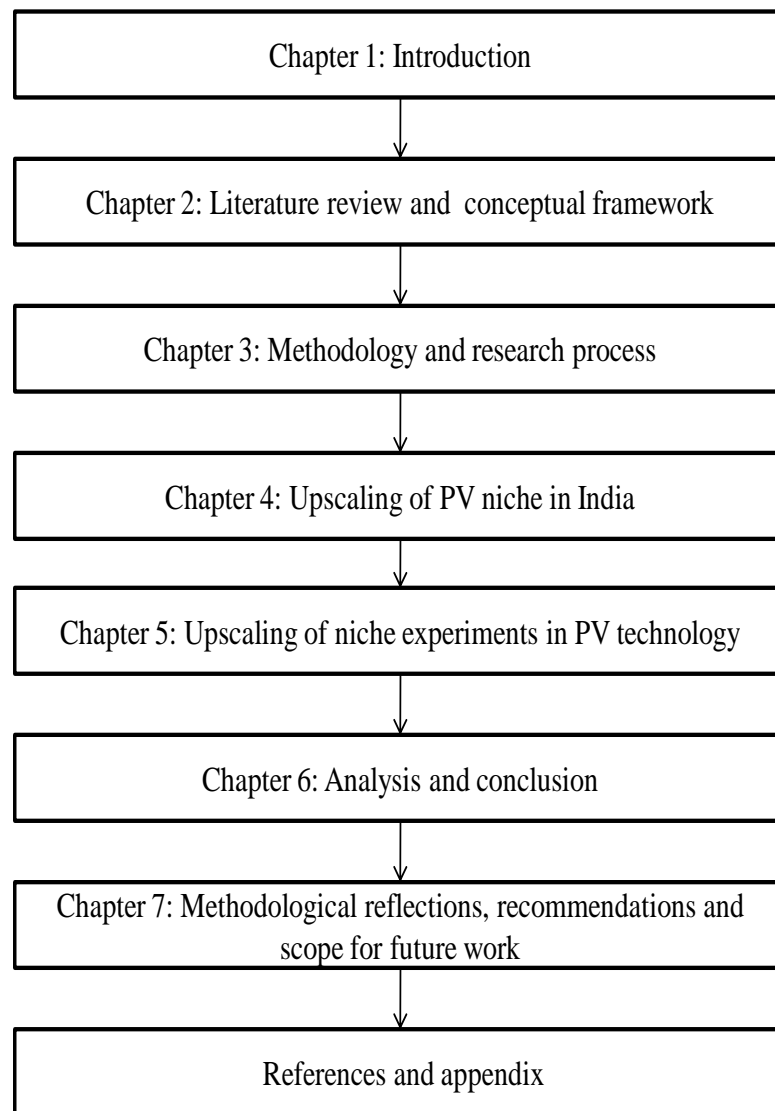 Chapter 1: Introduction
Chapter 2: Literature review and conceptual framework
Chapter 3: Methodology and research process
Chapter 4: Upscaling of PV niche in India
Chapter 5: Upscaling of niche experiments in PV technology
Chapter 6: Analysis and conclusion
Chapter 7: Methodological reflections, recommendations and
scope for future work
References and appendix